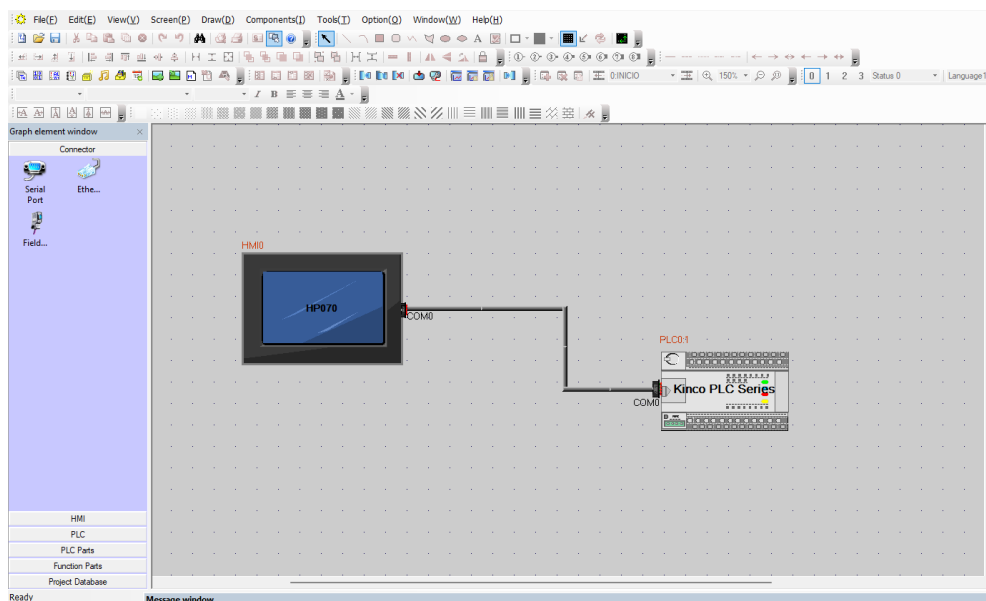 File(F) Edit(E) View(V) Screen(P) Draw(D) Components(J) Tools(T) Option(O) Window(W) Help(H)
0:INICIO 150% 0 1 2 3 Status 0 Language1
Graph element window
Connector
Serial Port
Ethe...
Field...
HMI0
HP070
COM0
PLC0:1
Kinco PLC Series
COM0
HMI
PLC
PLC Parts
Function Parts
Project Database
Ready
Message window